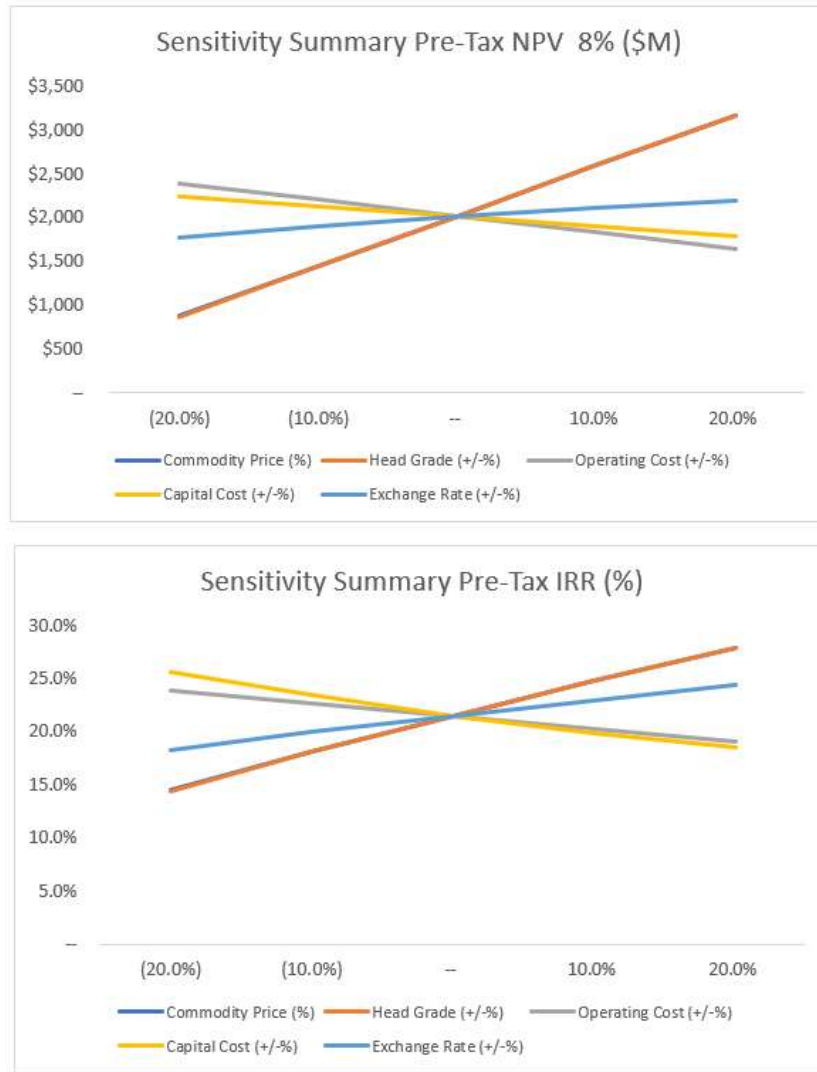 Sensitivity Summary Pre-Tax NPV 8% ($M)
$3,500
$3,000
$2,500
$2,000
$1,500
$1,000
$500
–
(20.0%) (10.0%) -- 10.0% 20.0%
Commodity Price (%) Head Grade (+/-%) Operating Cost (+/-%)
Capital Cost (+/-%) Exchange Rate (+/-%)
Sensitivity Summary Pre-Tax IRR (%)
30.0%
25.0%
20.0%
15.0%
10.0%
5.0%
--
(20.0%) (10.0%) -- 10.0% 20.0%
Commodity Price (%) Head Grade (+/-%) Operating Cost (+/-%)
Capital Cost (+/-%) Exchange Rate (+/-%)